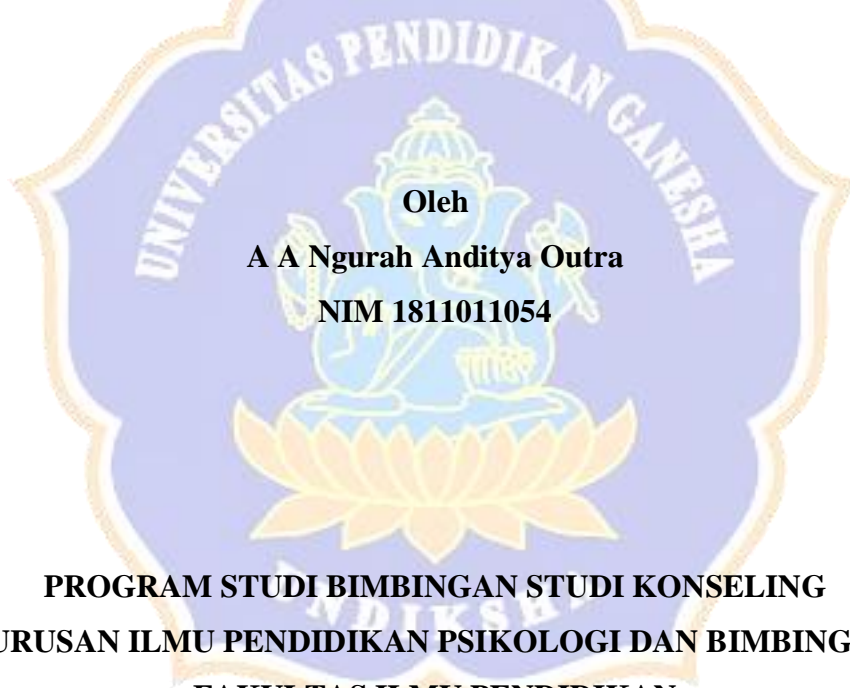 UNIVERSITAS PENDIDIKAN GANESHA
Oleh
A A Ngurah Anditya Outra
NIM 1811011054
PROGRAM STUDI BIMBINGAN STUDI KONSELING
URUSAN ILMU PENDIDIKAN PSIKOLOGI DAN BIMBING
FAKULTAS ILMU PENDIDIKAN
UNDIKSHA